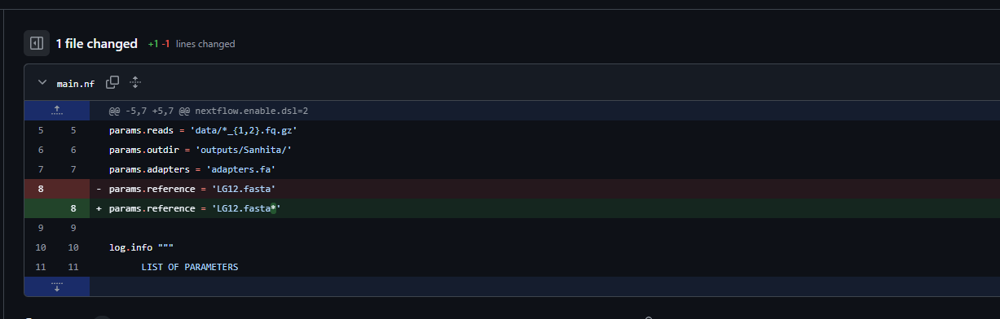 1 file changed +1 -1 lines changed
main.nf
@@ -5,7 +5,7 @@ nextflow.enable.dsl=2
5 5 params.reads = 'data/*_{1,2}.fq.gz'
6 6 params.outdir = 'outputs/Sanhita/'
7 7 params.adapters = 'adapters.fa'
8 - params.reference = 'LG12.fasta'
8 + params.reference = 'LG12.fasta*'
9 9
10 10 log.info """
11 11 LIST OF PARAMETERS